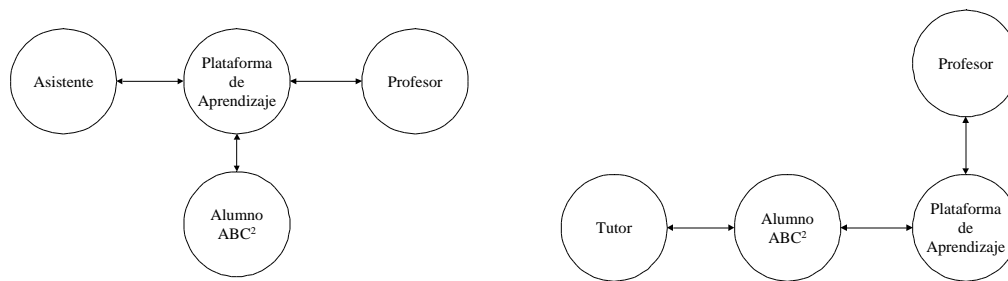 Asistente
Plataforma
de
Aprendizaje
Profesor
Alumno
ABC²
Profesor
Tutor
Alumno
ABC²
Plataforma
de
Aprendizaje